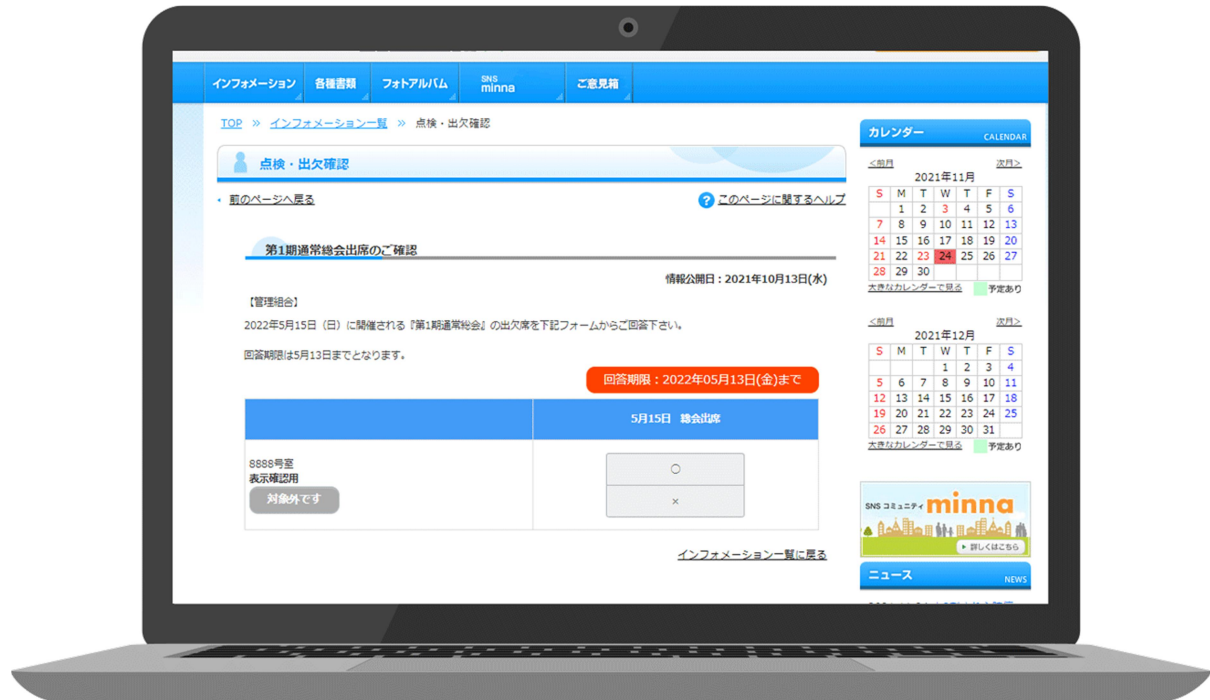 インフォメーション 各種書類 フォトアルバム SNS minna ご意見箱
TOP » インフォメーション一覧 » 点検・出欠確認
点検・出欠確認
・ 前のページへ戻る
? このページに関するヘルプ
第1期通常総会出席のご確認
情報公開日:2021年10月13日(水)
【管理組合】
2022年5月15日(日)に開催される『第1期通常総会』の出欠席を下記フォームからご回答下さい。
回答期限は5月13日までとなります。
回答期限:2022年05月13日(金)まで
5月15日 総会出席
8888号室
表示確認用
対象外です
○
×
インフォメーション一覧に戻る
カレンダー CALENDAR
<前月 次月>
2021年11月
S M T W T F S
1 2 3 4 5 6
7 8 9 10 11 12 13
14 15 16 17 18 19 20
21 22 23 24 25 26 27
28 29 30
大きなカレンダーで見る 予定あり
<前月 次月>
2021年12月
S M T W T F S
1 2 3 4
5 6 7 8 9 10 11
12 13 14 15 16 17 18
19 20 21 22 23 24 25
26 27 28 29 30 31
大きなカレンダーで見る 予定あり
SNS コミュニティ minna
詳しくはこちら
ニュース NEWS